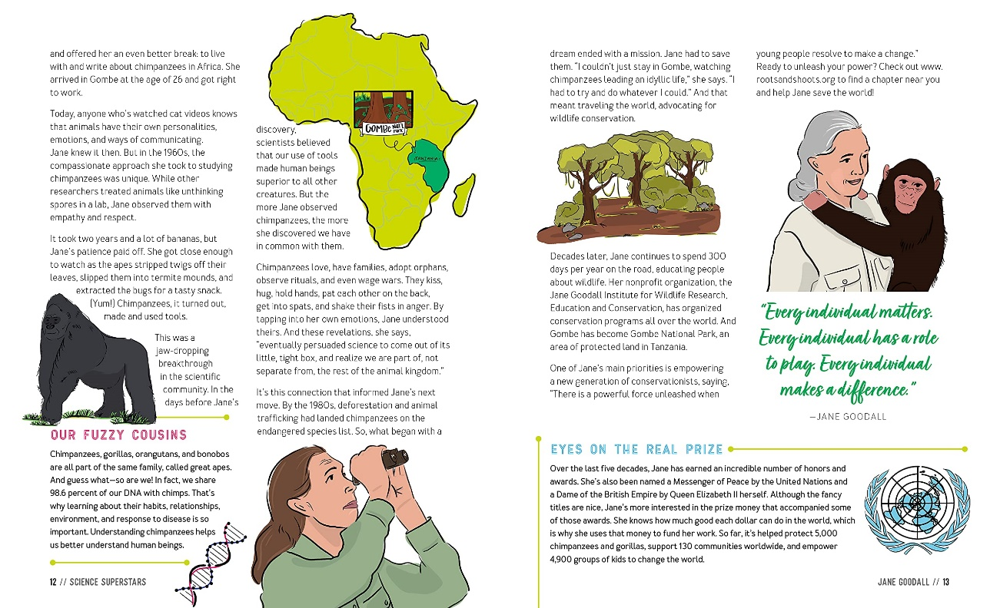 and offered her an even better break: to live
with and write about chimpanzees in Africa. She
arrived in Gombe at the age of 26 and got right
to work.
Today, anyone who's watched cat videos knows
that animals have their own personalities,
emotions, and ways of communicating.
Jane knew it then. But in the 1960s, the
compassionate approach she took to studying
chimpanzees was unique. While other
researchers treated animals like unthinking
spores in a lab, Jane observed them with
empathy and respect.
It took two years and a lot of bananas, but
Jane's patience paid off. She got close enough
to watch as the apes stripped twigs off their
leaves, slipped them into termite mounds, and
extracted the bugs for a tasty snack.
(Yum!) Chimpanzees, it turned out,
made and used tools.
This was a
jaw-dropping
breakthrough
in the scientific
community. In the
days before Jane's
OUR FUZZY COUSINS
Chimpanzees, gorillas, orangutans, and bonobos
are all part of the same family, called great apes.
And guess what—so are we! In fact, we share
98.6 percent of our DNA with chimps. That's
why learning about their habits, relationships,
environment, and response to disease is so
important. Understanding chimpanzees helps
us better understand human beings.
12 // SCIENCE SUPERSTARS
GOMBE NAT'L PARK
TANZANIA
discovery,
scientists believed
that our use of tools
made human beings
superior to all other
creatures. But the
more Jane observed
chimpanzees, the more
she discovered we have
in common with them.
Chimpanzees love, have families, adopt orphans,
observe rituals, and even wage wars. They kiss,
hug, hold hands, pat each other on the back,
get into spats, and shake their fists in anger. By
tapping into her own emotions, Jane understood
theirs. And these revelations, she says,
"eventually persuaded science to come out of its
little, tight box, and realize we are part of, not
separate from, the rest of the animal kingdom."
It's this connection that informed Jane's next
move. By the 1980s, deforestation and animal
trafficking had landed chimpanzees on the
endangered species list. So, what began with a
dream ended with a mission. Jane had to save
them. "I couldn't just stay in Gombe, watching
chimpanzees leading an idyllic life," she says. "I
had to try and do whatever I could." And that
meant traveling the world, advocating for
wildlife conservation.
Decades later, Jane continues to spend 300
days per year on the road, educating people
about wildlife. Her nonprofit organization, the
Jane Goodall Institute for Wildlife Research,
Education and Conservation, has organized
conservation programs all over the world. And
Gombe has become Gombe National Park, an
area of protected land in Tanzania.
One of Jane's main priorities is empowering
a new generation of conservationists, saying,
"There is a powerful force unleashed when
young people resolve to make a change."
Ready to unleash your power? Check out www.
rootsandshoots.org to find a chapter near you
and help Jane save the world!
"Every individual matters.
Every individual has a role
to play. Every individual
makes a difference."
—JANE GOODALL
EYES ON THE REAL PRIZE
Over the last five decades, Jane has earned an incredible number of honors and
awards. She's also been named a Messenger of Peace by the United Nations and
a Dame of the British Empire by Queen Elizabeth II herself. Although the fancy
titles are nice, Jane's more interested in the prize money that accompanied some
of those awards. She knows how much good each dollar can do in the world, which
is why she uses that money to fund her work. So far, it's helped protect 5,000
chimpanzees and gorillas, support 130 communities worldwide, and empower
4,900 groups of kids to change the world.
JANE GOODALL // 13